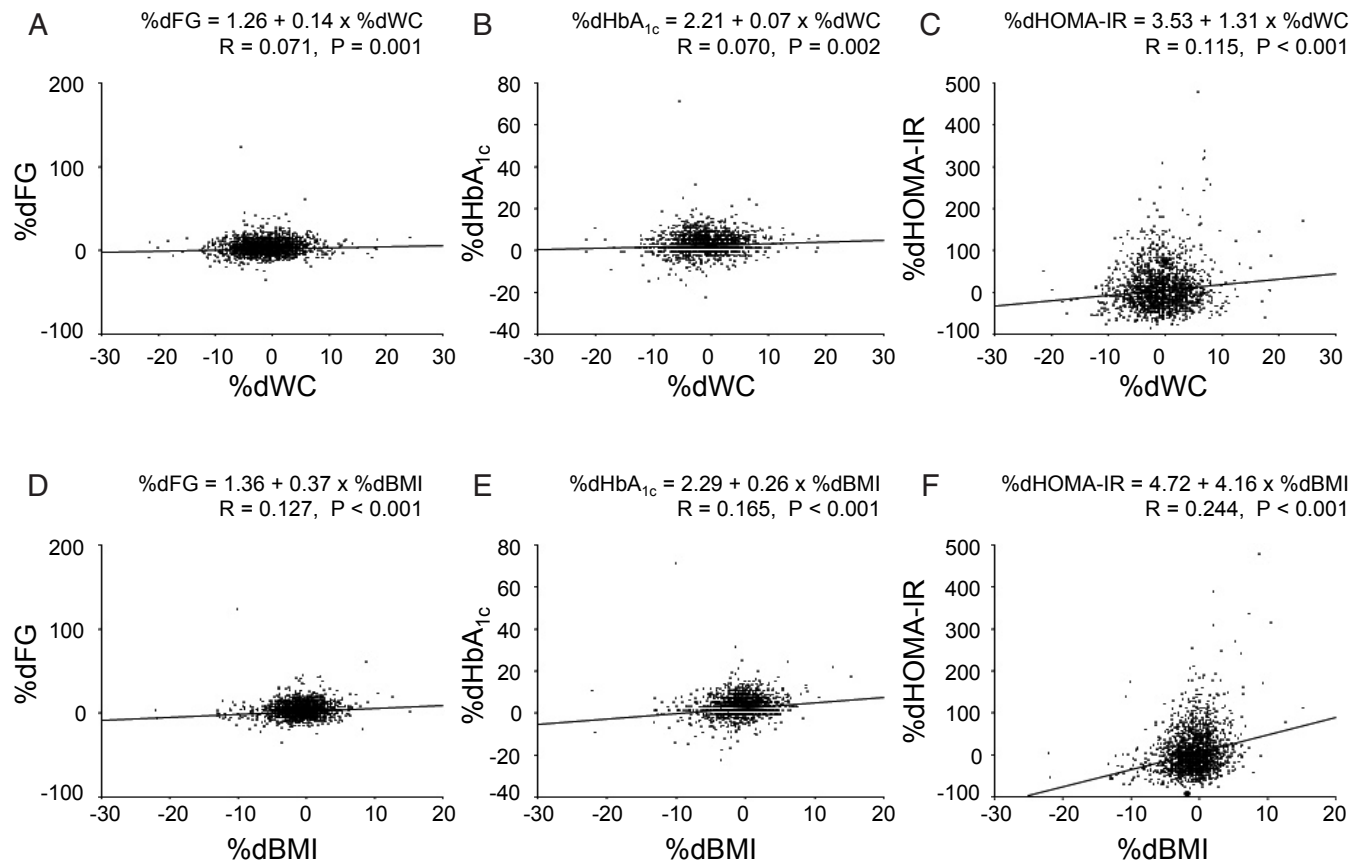 A
%dFG = 1.26 + 0.14 x %dWC
R = 0.071, P = 0.001
200
100
0
-100
%dFG
-30 -20 -10 0 10 20 30
%dWC
B
%dHbA1c = 2.21 + 0.07 x %dWC
R = 0.070, P = 0.002
80
60
40
20
0
-20
-40
%dHbA1c
-30 -20 -10 0 10 20 30
%dWC
C
%dHOMA-IR = 3.53 + 1.31 x %dWC
R = 0.115, P < 0.001
500
400
300
200
100
0
-100
%dHOMA-IR
-30 -20 -10 0 10 20 30
%dWC
D
%dFG = 1.36 + 0.37 x %dBMI
R = 0.127, P < 0.001
200
100
0
-100
%dFG
-30 -20 -10 0 10 20
%dBMI
E
%dHbA1c = 2.29 + 0.26 x %dBMI
R = 0.165, P < 0.001
80
60
40
20
0
-20
-40
%dHbA1c
-30 -20 -10 0 10 20
%dBMI
F
%dHOMA-IR = 4.72 + 4.16 x %dBMI
R = 0.244, P < 0.001
500
400
300
200
100
0
-100
%dHOMA-IR
-30 -20 -10 0 10 20
%dBMI